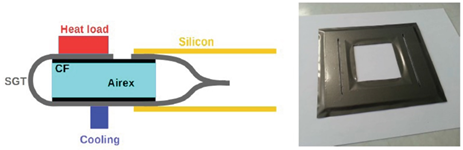 Heat load
Silicon
CF
SGT
Airex
Cooling